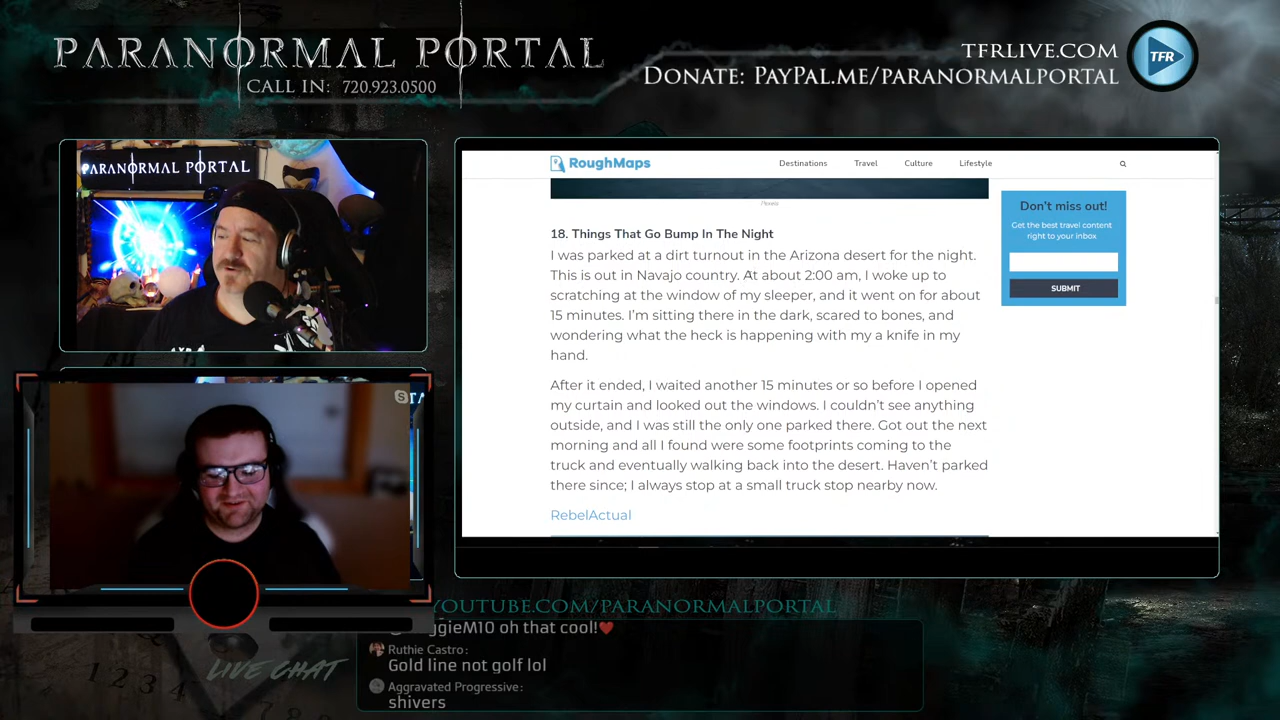 PARANORMAL PORTAL
CALL IN: 720.923.0500
TFRLIVE.COM
DONATE: PAYPAL.ME/PARANORMALPORTAL
TFR
PARANORMAL PORTAL
RoughMaps
Destinations
Travel
Culture
Lifestyle
Pexels
Don't miss out!
Get the best travel content
right to your inbox
SUBMIT
18. Things That Go Bump In The Night
I was parked at a dirt turnout in the Arizona desert for the night.
This is out in Navajo country. At about 2:00 am, I woke up to
scratching at the window of my sleeper, and it went on for about
15 minutes. I'm sitting there in the dark, scared to bones, and
wondering what the heck is happening with my a knife in my
hand.
After it ended, I waited another 15 minutes or so before I opened
my curtain and looked out the windows. I couldn't see anything
outside, and I was still the only one parked there. Got out the next
morning and all I found were some footprints coming to the
truck and eventually walking back into the desert. Haven't parked
there since; I always stop at a small truck stop nearby now.
RebelActual
YOUTUBE.COM/PARANORMALPORTAL
LIVE CHAT
oh that cool!❤️
Ruthie Castro:
Gold line not golf lol
Aggravated Progressive:
shivers